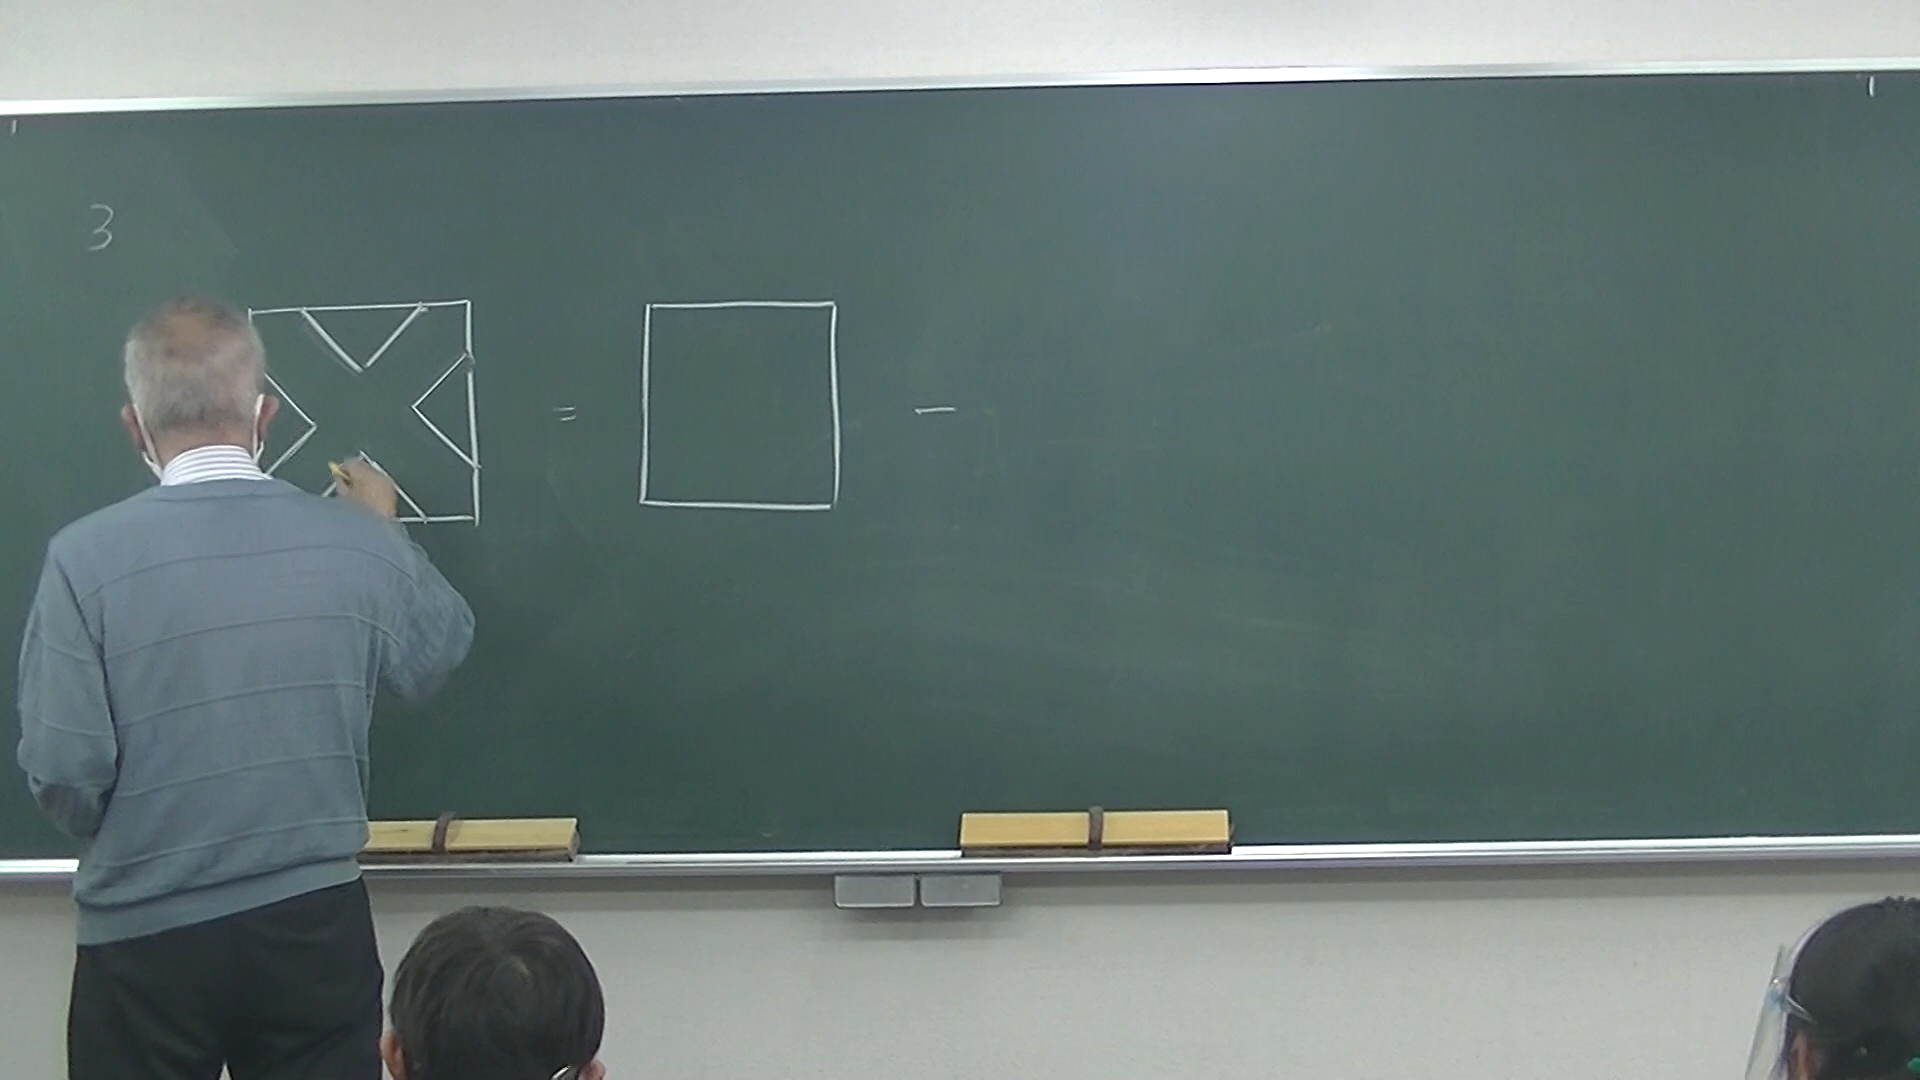 3
= −